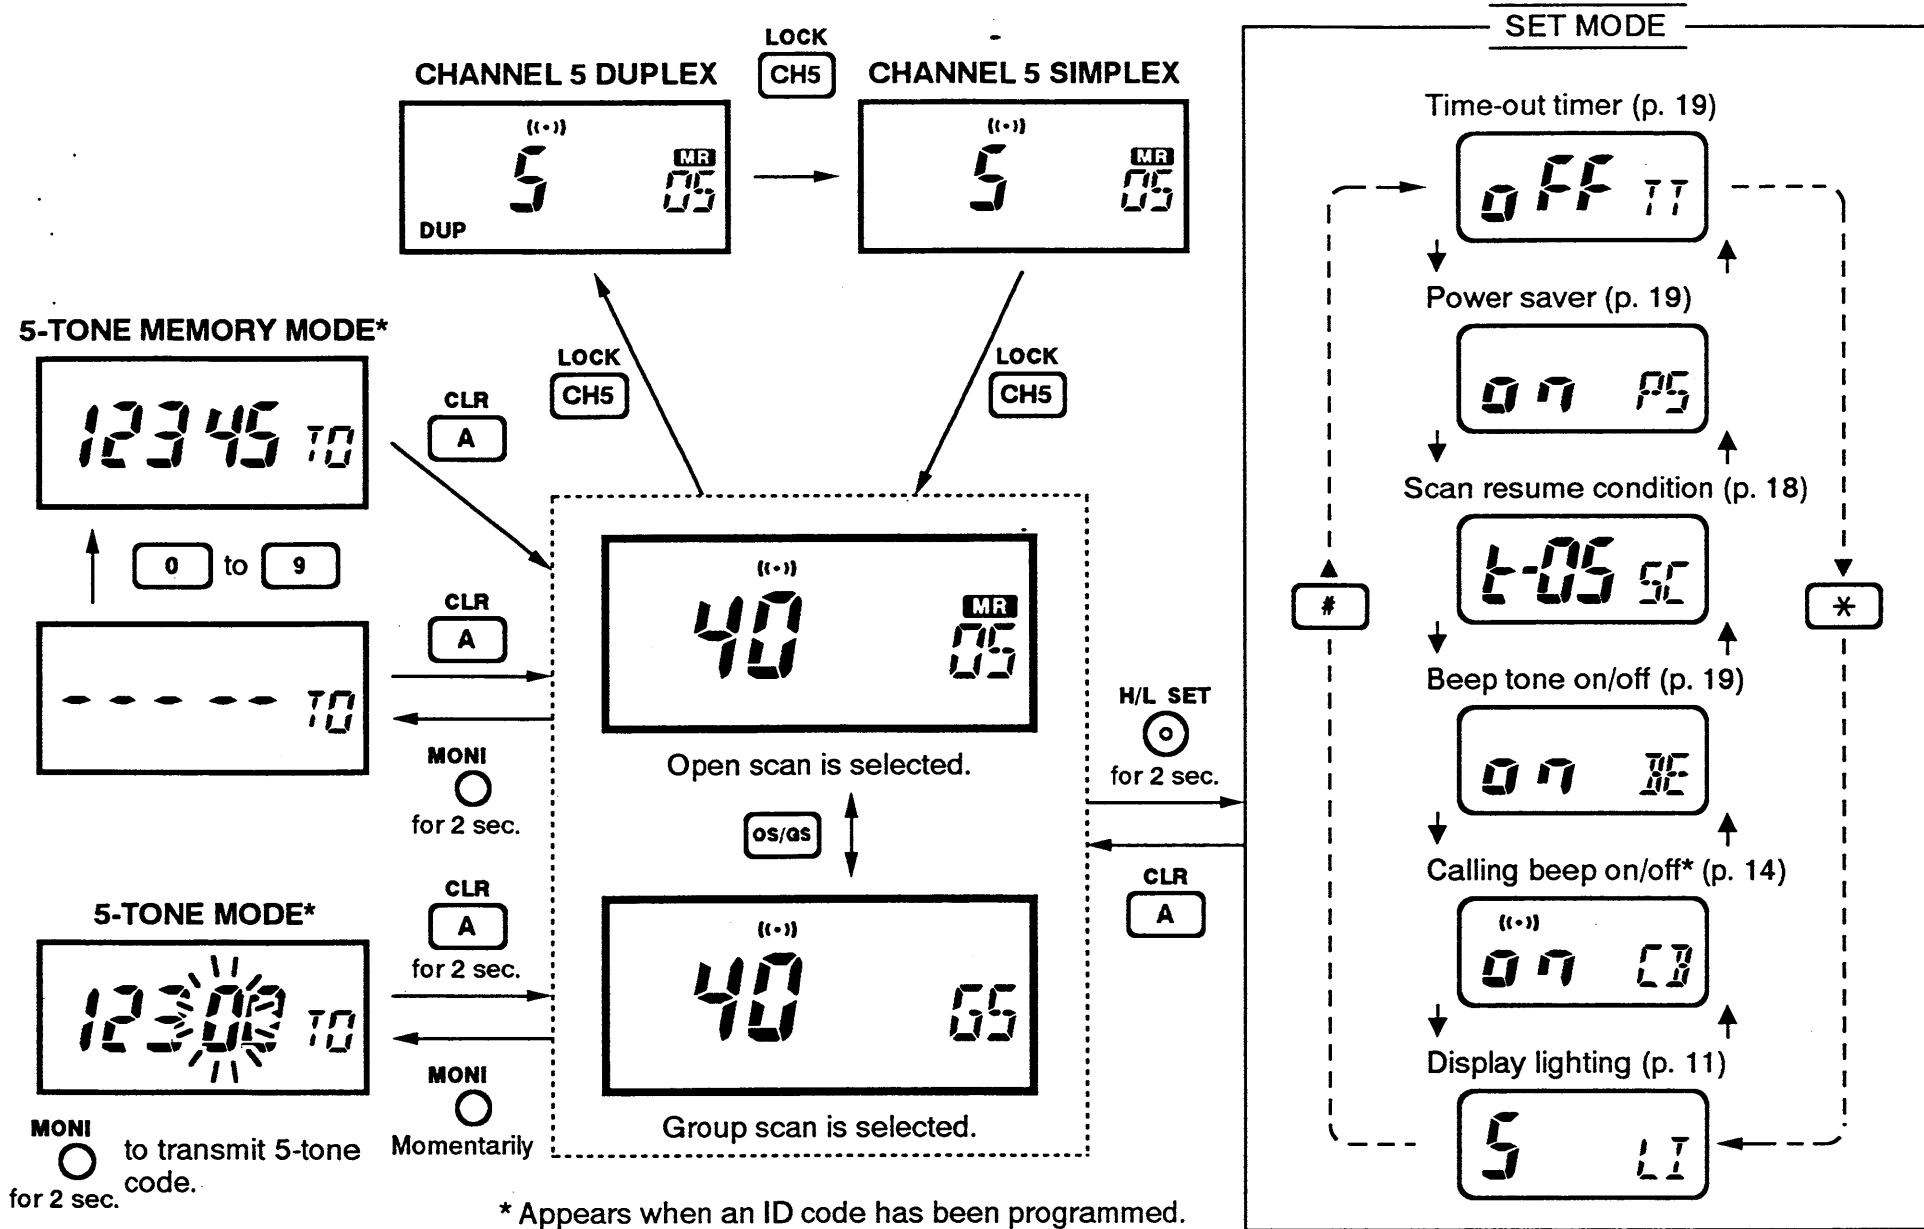 SET MODE
LOCK
CH5
CHANNEL 5 DUPLEX
CHANNEL 5 SIMPLEX
((•))
5
MR
05
DUP
((•))
5
MR
05
5-TONE MEMORY MODE*
12345 TO
CLR
A
LOCK
CH5
LOCK
CH5
0 to 9
- - - - - TO
CLR
A
MONI
for 2 sec.
((•))
40
MR
05
Open scan is selected.
OS/GS
((•))
40
GS
Group scan is selected.
5-TONE MODE*
TO
CLR
A
for 2 sec.
MONI
Momentarily
MONI
for 2 sec.
to transmit 5-tone
code.
H/L SET
for 2 sec.
CLR
A
Time-out timer (p. 19)
oFF TT
Power saver (p. 19)
on PS
Scan resume condition (p. 18)
t-05 SC
#
*
Beep tone on/off (p. 19)
on BE
Calling beep on/off* (p. 14)
((•))
on CB
Display lighting (p. 11)
5 LI
* Appears when an ID code has been programmed.